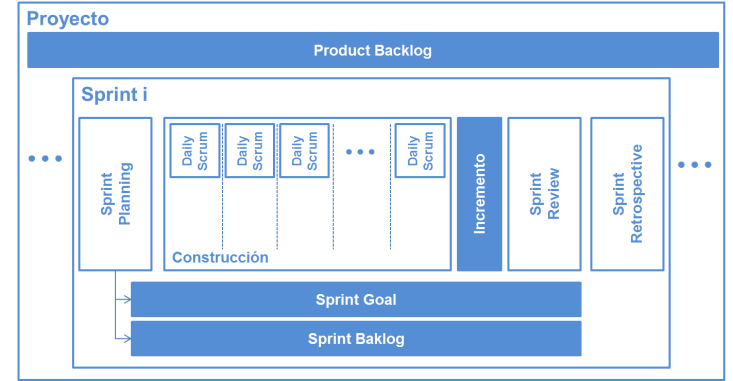 Proyecto
Product Backlog
Sprint i
Sprint
Planning
Daily
Scrum
Daily
Scrum
Daily
Scrum
•••
Daily
Scrum
Construcción
Incremento
Sprint
Review
Sprint
Retrospective
•••
•••
Sprint Goal
Sprint Baklog